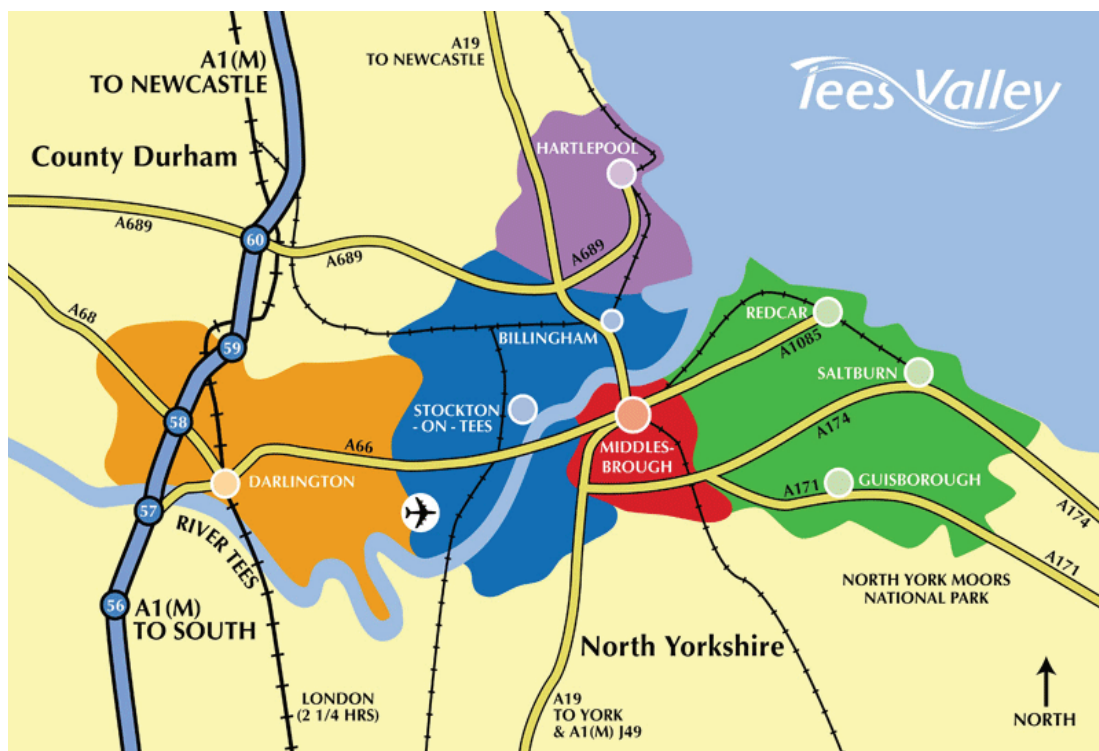 A1(M)
TO NEWCASTLE
A19
TO NEWCASTLE
Tees Valley
County Durham
HARTLEPOOL
A689
60
A689
A689
A68
59
BILLINGHAM
REDCAR
A1085
SALTBURN
58
STOCKTON
- ON - TEES
A174
A66
MIDDLES-
BROUGH
DARLINGTON
A171
GUISBOROUGH
57
RIVER TEES
A174
A171
56
A1(M)
TO SOUTH
NORTH YORK MOORS
NATIONAL PARK
North Yorkshire
LONDON
(2 1/4 HRS)
A19
TO YORK
& A1(M) J49
NORTH